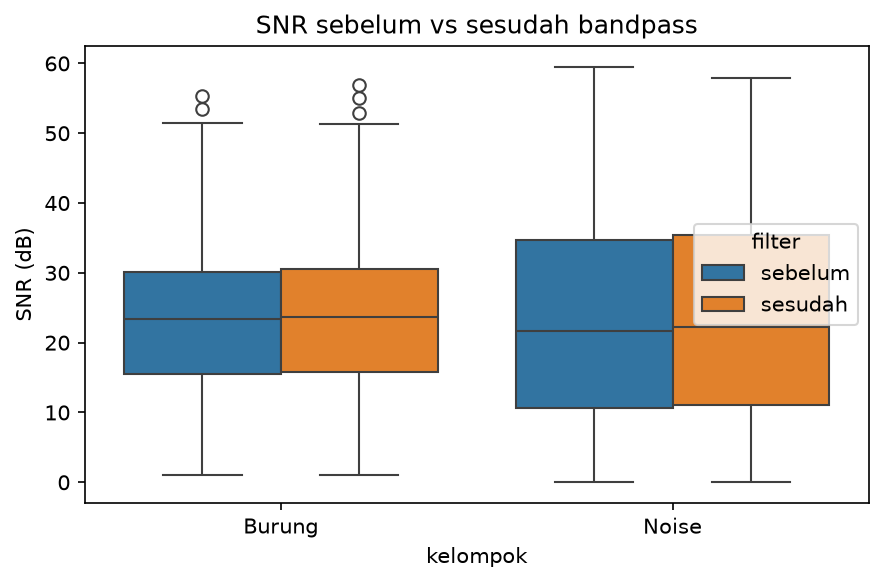 SNR sebelum vs sesudah bandpass
SNR (dB)
60
50
40
30
20
10
0
filter
sebelum
sesudah
Burung
Noise
kelompok